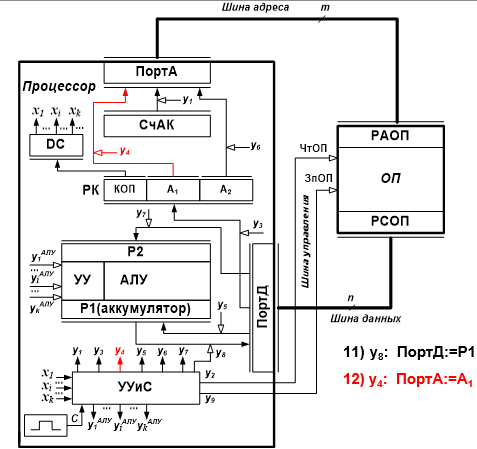 Шина адреса m
Процессор
ПортА
x1 xi xk
... ...
y1
СчАК
DC
y4
y6
РК КОП А1 А2
y7
y3
ЧтОП
ЗпОП
Шина управления
РАОП
ОП
РСОП
Р2
y1АЛУ
...
yiАЛУ
...
ykАЛУ
УУ АЛУ
Р1(аккумулятор)
y5
ПортД
n
Шина данных
y1 y3 y4 y5 y6 y7 y8
x1
...
xi
...
xk
УУиС
y2
y9
С
y1АЛУ ... yiАЛУ ... ykАЛУ
11) y8: ПортД:=Р1
12) y4: ПортА:=А1